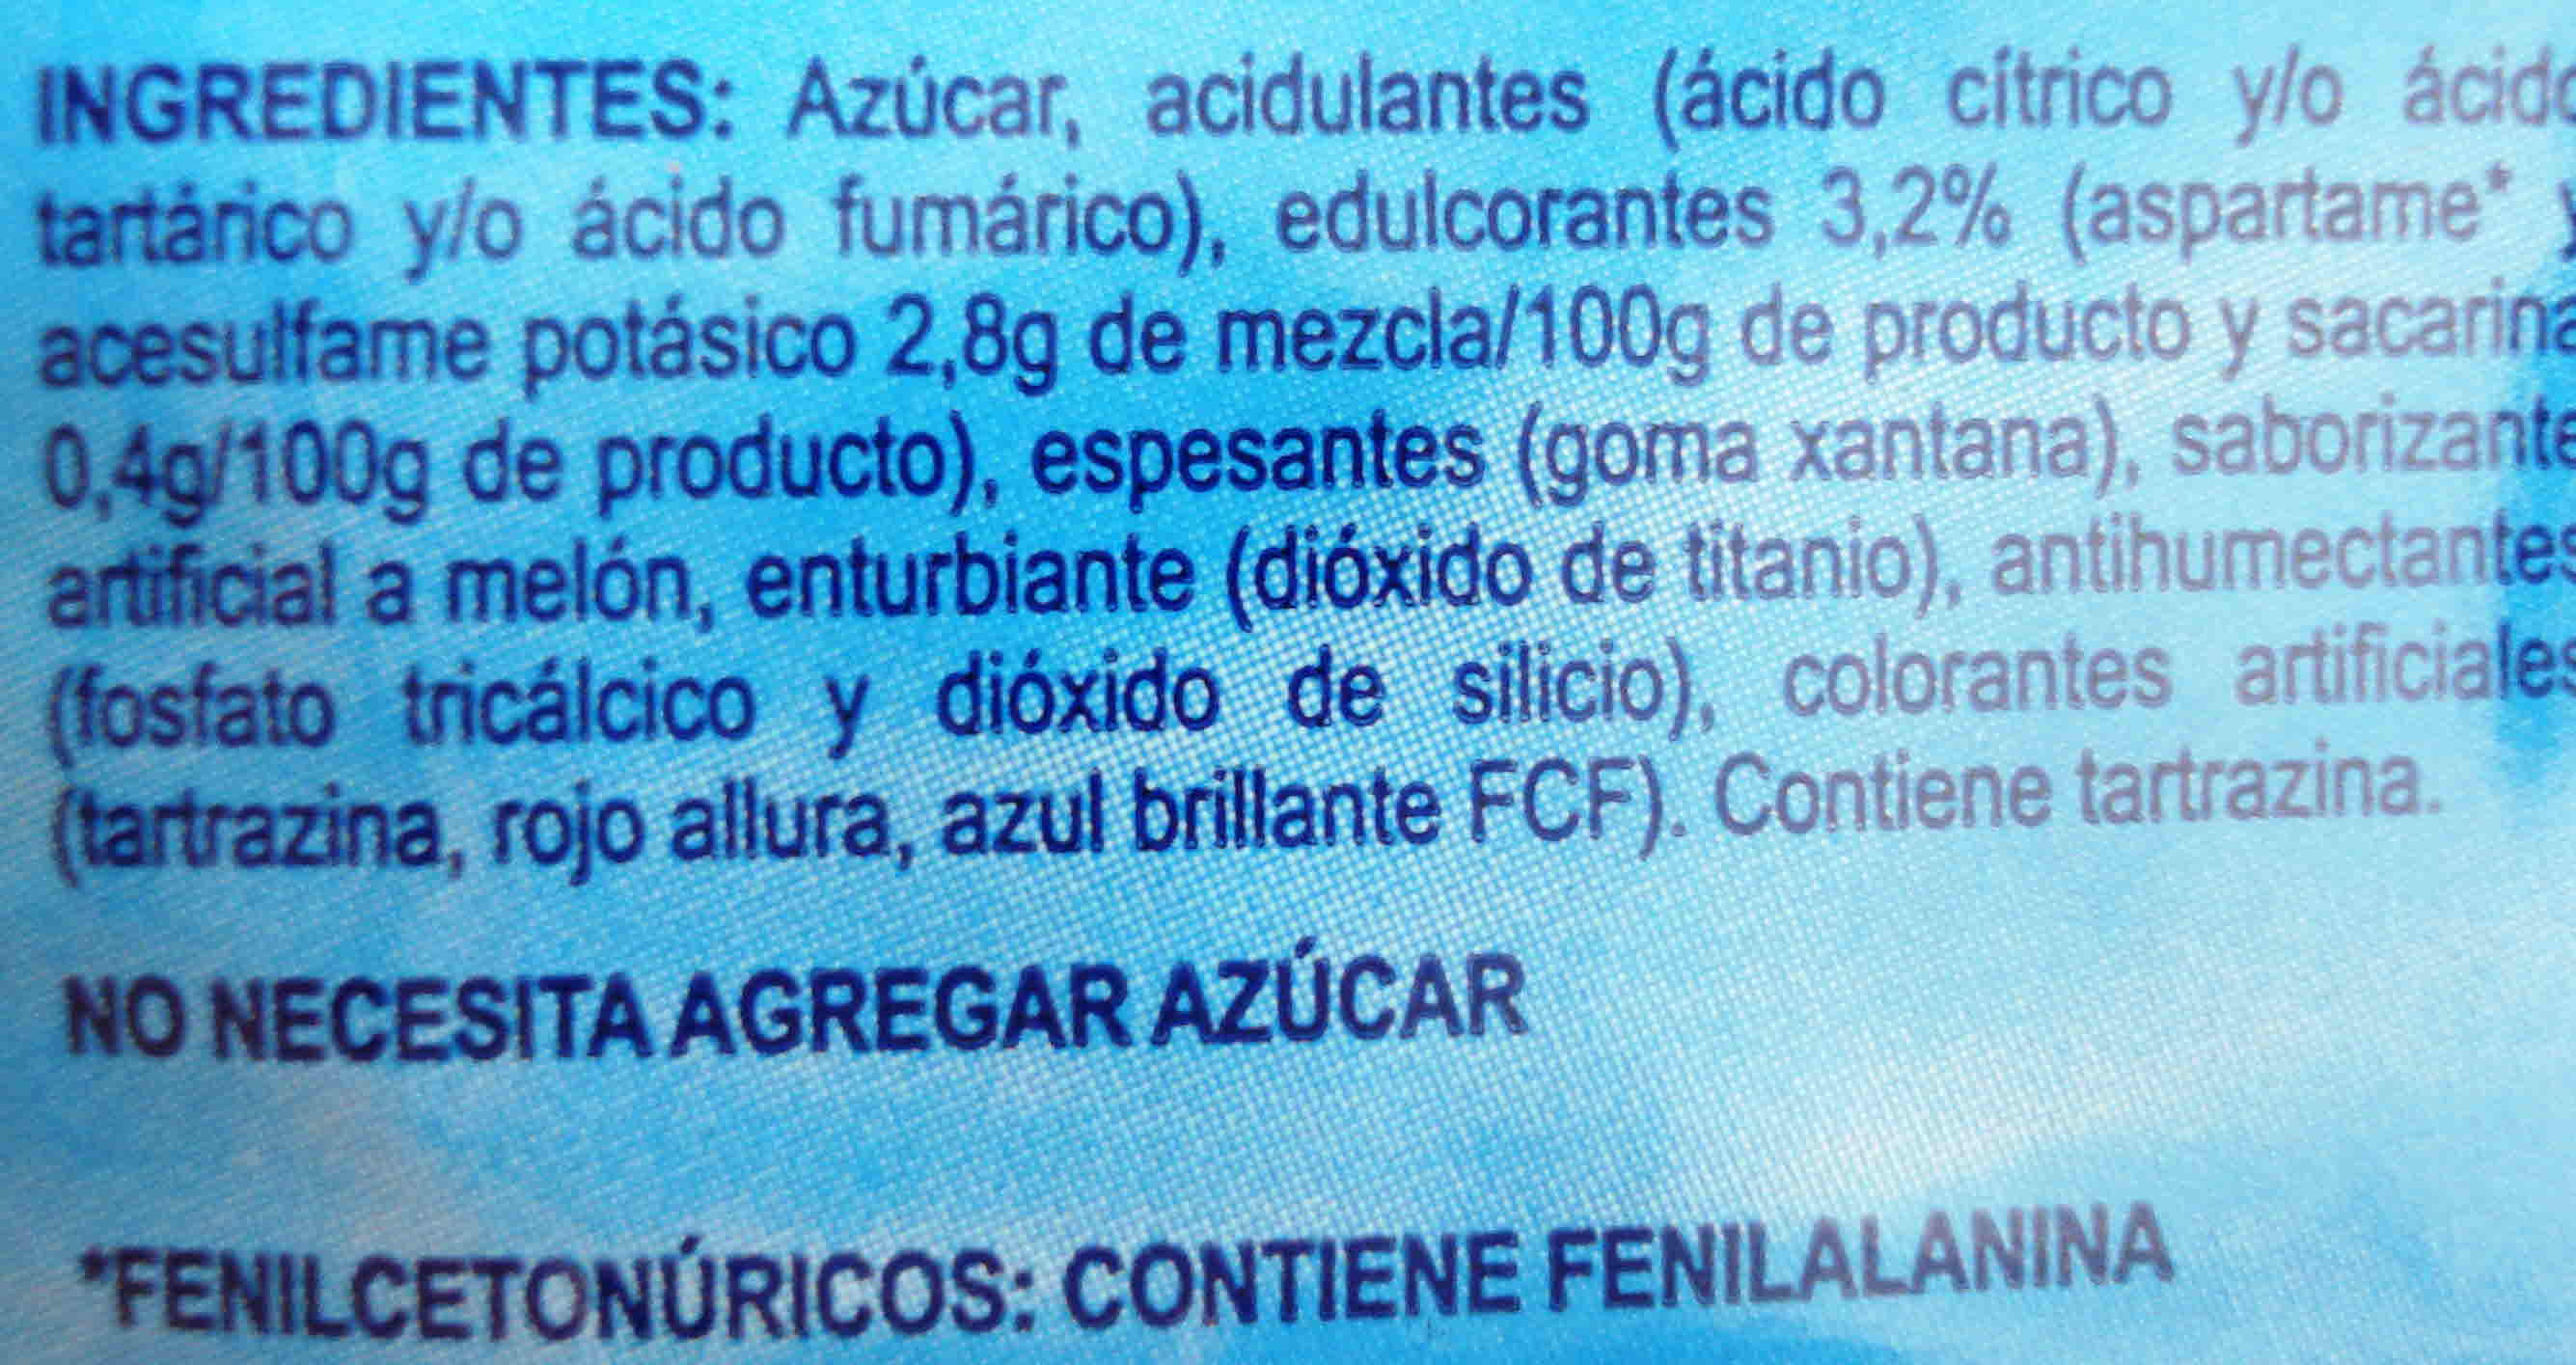 INGREDIENTES: Azúcar, acidulantes (ácido cítrico y/o ácido
tartárico y/o ácido fumárico), edulcorantes 3,2% (aspartame* y
acesulfame potásico 2,8g de mezcla/100g de producto y sacarina
0,4g/100g de producto), espesantes (goma xantana), saborizante
artificial a melón, enturbiante (dióxido de titanio), antihumectantes
(fosfato tricálcico y dióxido de silicio), colorantes artificiales
(tartrazina, rojo allura, azul brillante FCF). Contiene tartrazina.
NO NECESITA AGREGAR AZÚCAR
*FENILCETONÚRICOS: CONTIENE FENILALANINA